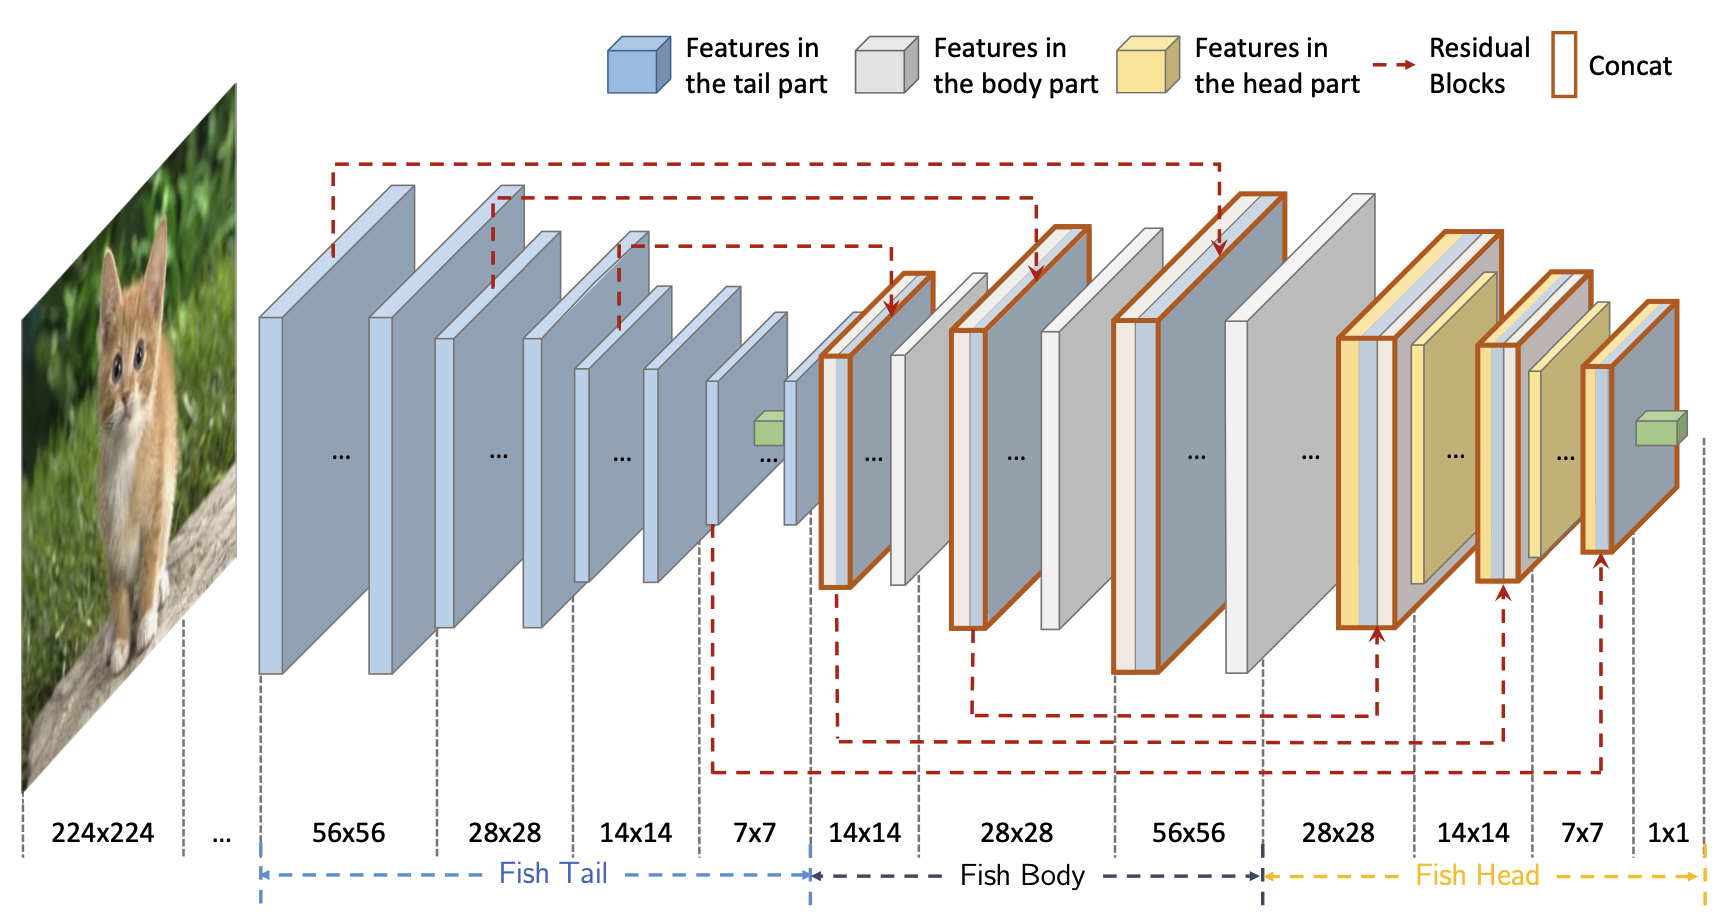 Features in
the tail part
Features in
the body part
Features in
the head part
Residual
Blocks
Concat
...
...
...
...
...
...
...
...
...
...
224x224
...
56x56
28x28
14x14
7x7
14x14
28x28
56x56
28x28
14x14
7x7
1x1
Fish Tail
Fish Body
Fish Head